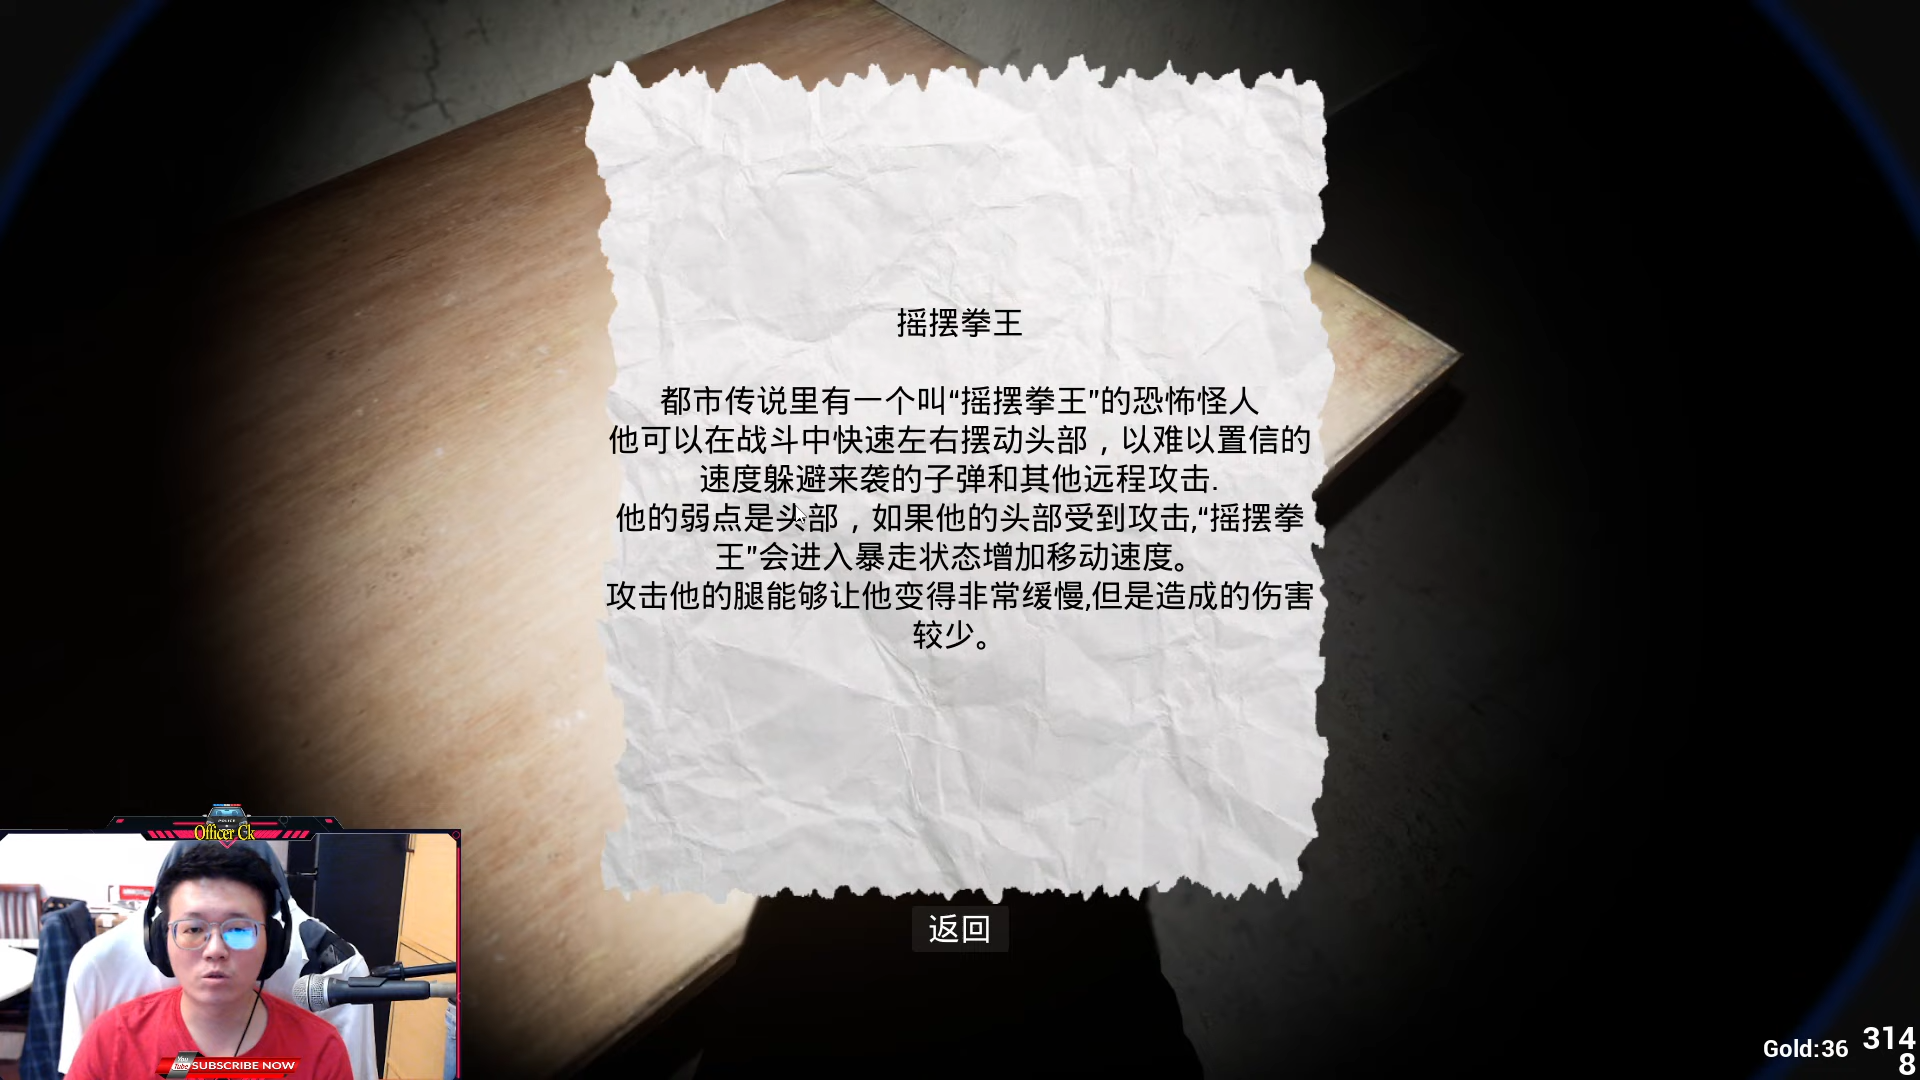 摇摆拳王
都市传说里有一个叫“摇摆拳王”的恐怖怪人
他可以在战斗中快速左右摆动头部，以难以置信的
速度躲避来袭的子弹和其他远程攻击.
他的弱点是头部，如果他的头部受到攻击,“摇摆拳
王”会进入暴走状态增加移动速度。
攻击他的腿能够让他变得非常缓慢,但是造成的伤害
较少。
返回
POLICE
Officer Ck
You
Tube
SUBSCRIBE NOW
Gold:36
314
8